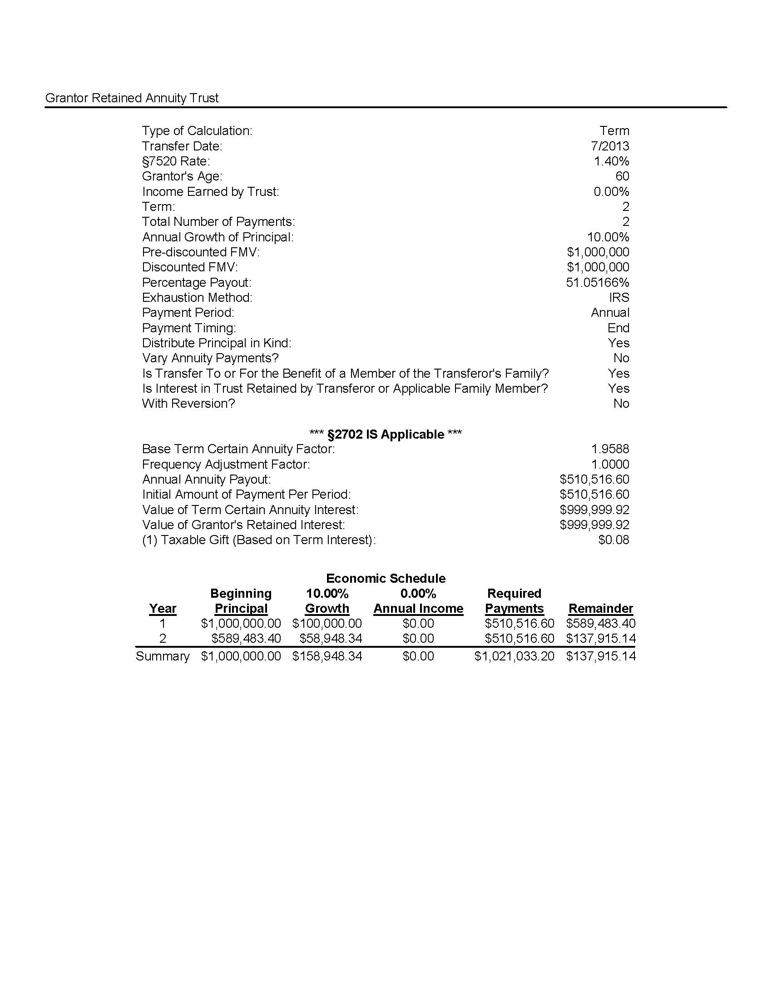 Grantor Retained Annuity Trust
Type of Calculation: Term
Transfer Date: 7/2013
§7520 Rate: 1.40%
Grantor's Age: 60
Income Earned by Trust: 0.00%
Term: 2
Total Number of Payments: 2
Annual Growth of Principal: 10.00%
Pre-discounted FMV: $1,000,000
Discounted FMV: $1,000,000
Percentage Payout: 51.05166%
Exhaustion Method: IRS
Payment Period: Annual
Payment Timing: End
Distribute Principal in Kind: Yes
Vary Annuity Payments? No
Is Transfer To or For the Benefit of a Member of the Transferor's Family? Yes
Is Interest in Trust Retained by Transferor or Applicable Family Member? Yes
With Reversion? No
*** §2702 IS Applicable ***
Base Term Certain Annuity Factor: 1.9588
Frequency Adjustment Factor: 1.0000
Annual Annuity Payout: $510,516.60
Initial Amount of Payment Per Period: $510,516.60
Value of Term Certain Annuity Interest: $999,999.92
Value of Grantor's Retained Interest: $999,999.92
(1) Taxable Gift (Based on Term Interest): $0.08
Economic Schedule
Beginning 10.00% 0.00% Required
Year Principal Growth Annual Income Payments Remainder
1 $1,000,000.00 $100,000.00 $0.00 $510,516.60 $589,483.40
2 $589,483.40 $58,948.34 $0.00 $510,516.60 $137,915.14
Summary $1,000,000.00 $158,948.34 $0.00 $1,021,033.20 $137,915.14